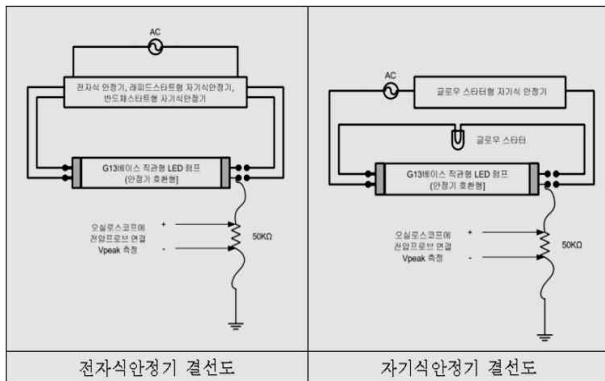 AC
전자식 안정기, 래피드스타트형 자기식안정기,
반도체스타트형 자기식안정기
G13베이스 직관형 LED 램프
(안정기 호환형]
오실로스코프에
전압프로브 연결
Vpeak 측정
+
-
50KΩ
전자식안정기 결선도
AC
글로우 스타터형 자기식 안정기
글로우 스타터
G13베이스 직관형 LED 램프
(안정기 호환형]
오실로스코프에
전압프로브 연결
Vpeak 측정
+
-
50KΩ
자기식안정기 결선도